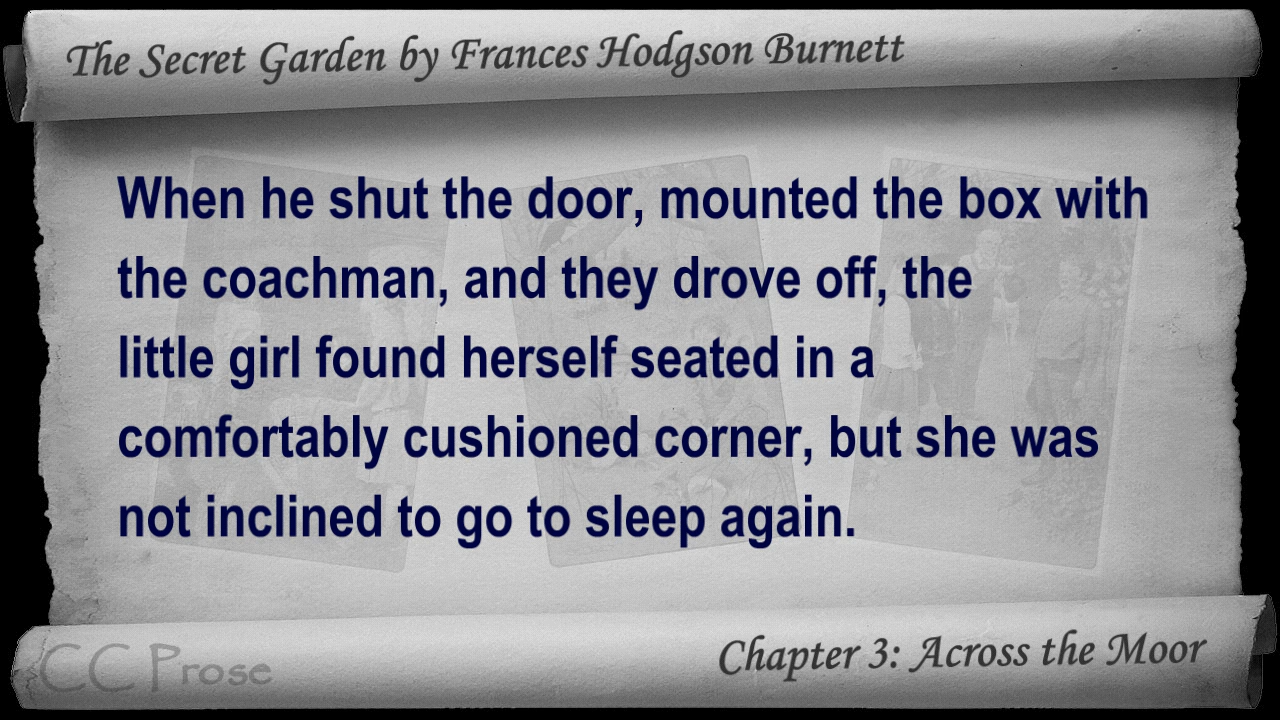 The Secret Garden by Frances Hodgson Burnett
When he shut the door, mounted the box with
the coachman, and they drove off, the
little girl found herself seated in a
comfortably cushioned corner, but she was
not inclined to go to sleep again.
CC Prose
Chapter 3: Across the Moor